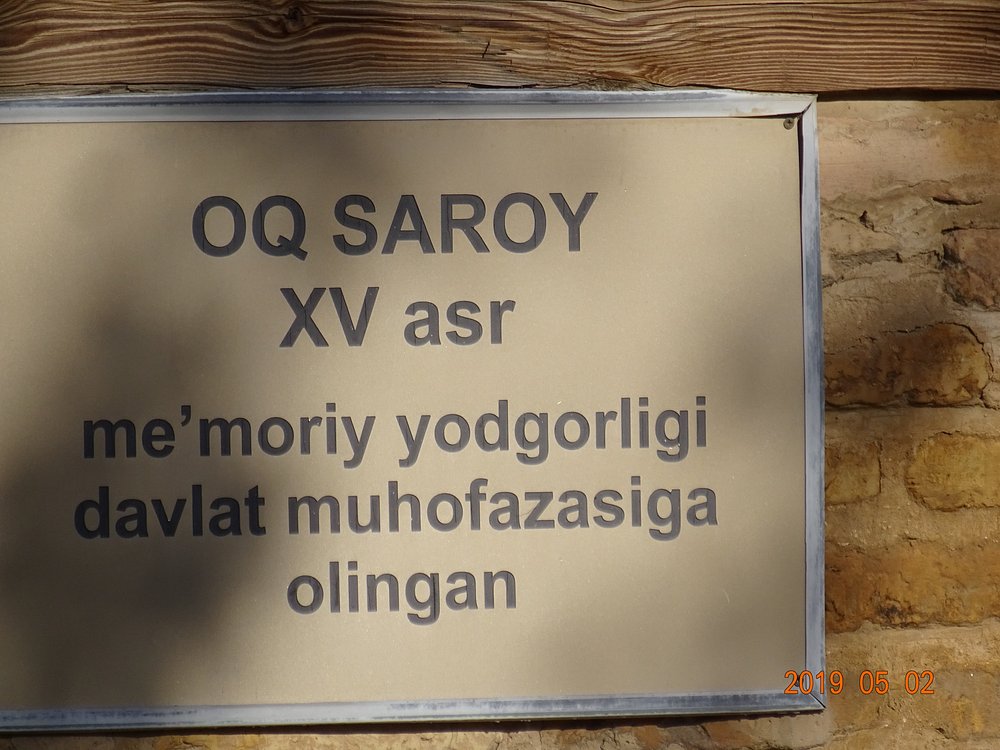 OQ SAROY
XV asr
me’moriy yodgorligi
davlat muhofazasiga
olingan
2019 05 02